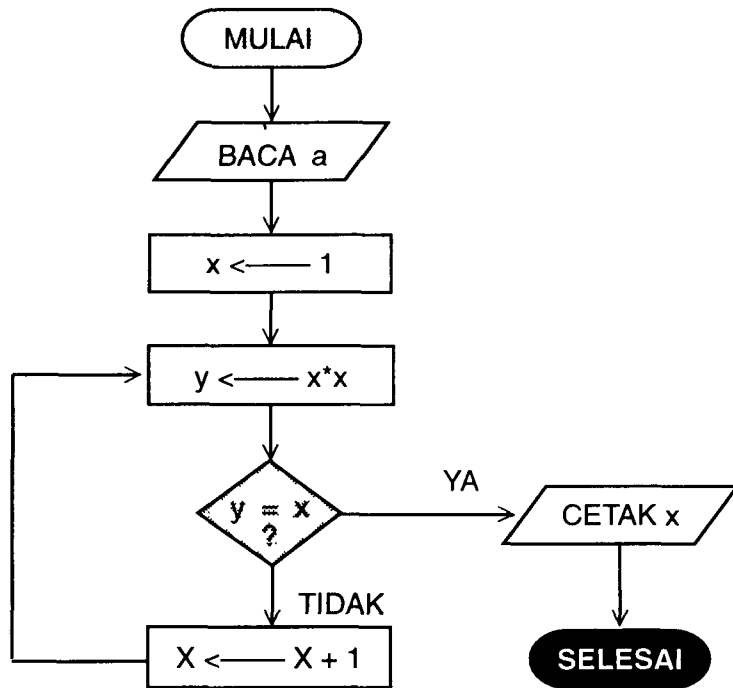 MULAI
BACA a
x <—— 1
y <—— x*x
y = x
?
YA
CETAK x
TIDAK
X <—— X + 1
SELESAI